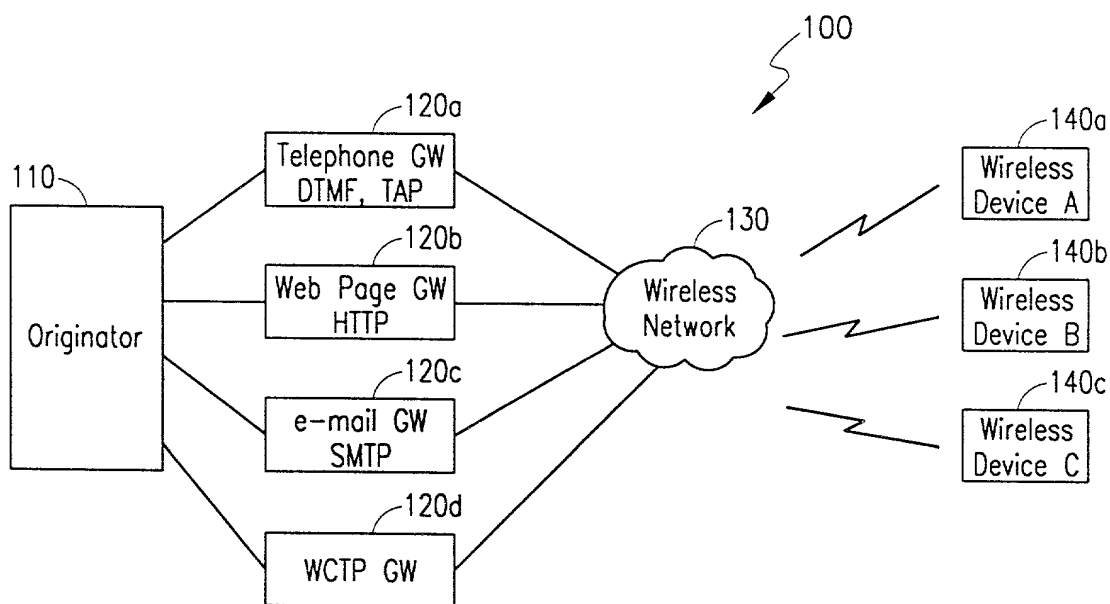 100
120a
Telephone GW
DTMF, TAP
110
Originator
120b
Web Page GW
HTTP
120c
e-mail GW
SMTP
120d
WCTP GW
130
Wireless
Network
140a
Wireless
Device A
140b
Wireless
Device B
140c
Wireless
Device C